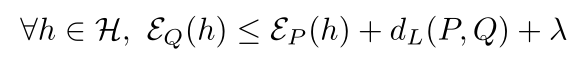 ∀h ∈ ℋ, ℰ_Q(h) ≤ ℰ_P(h) + d_L(P, Q) + λ